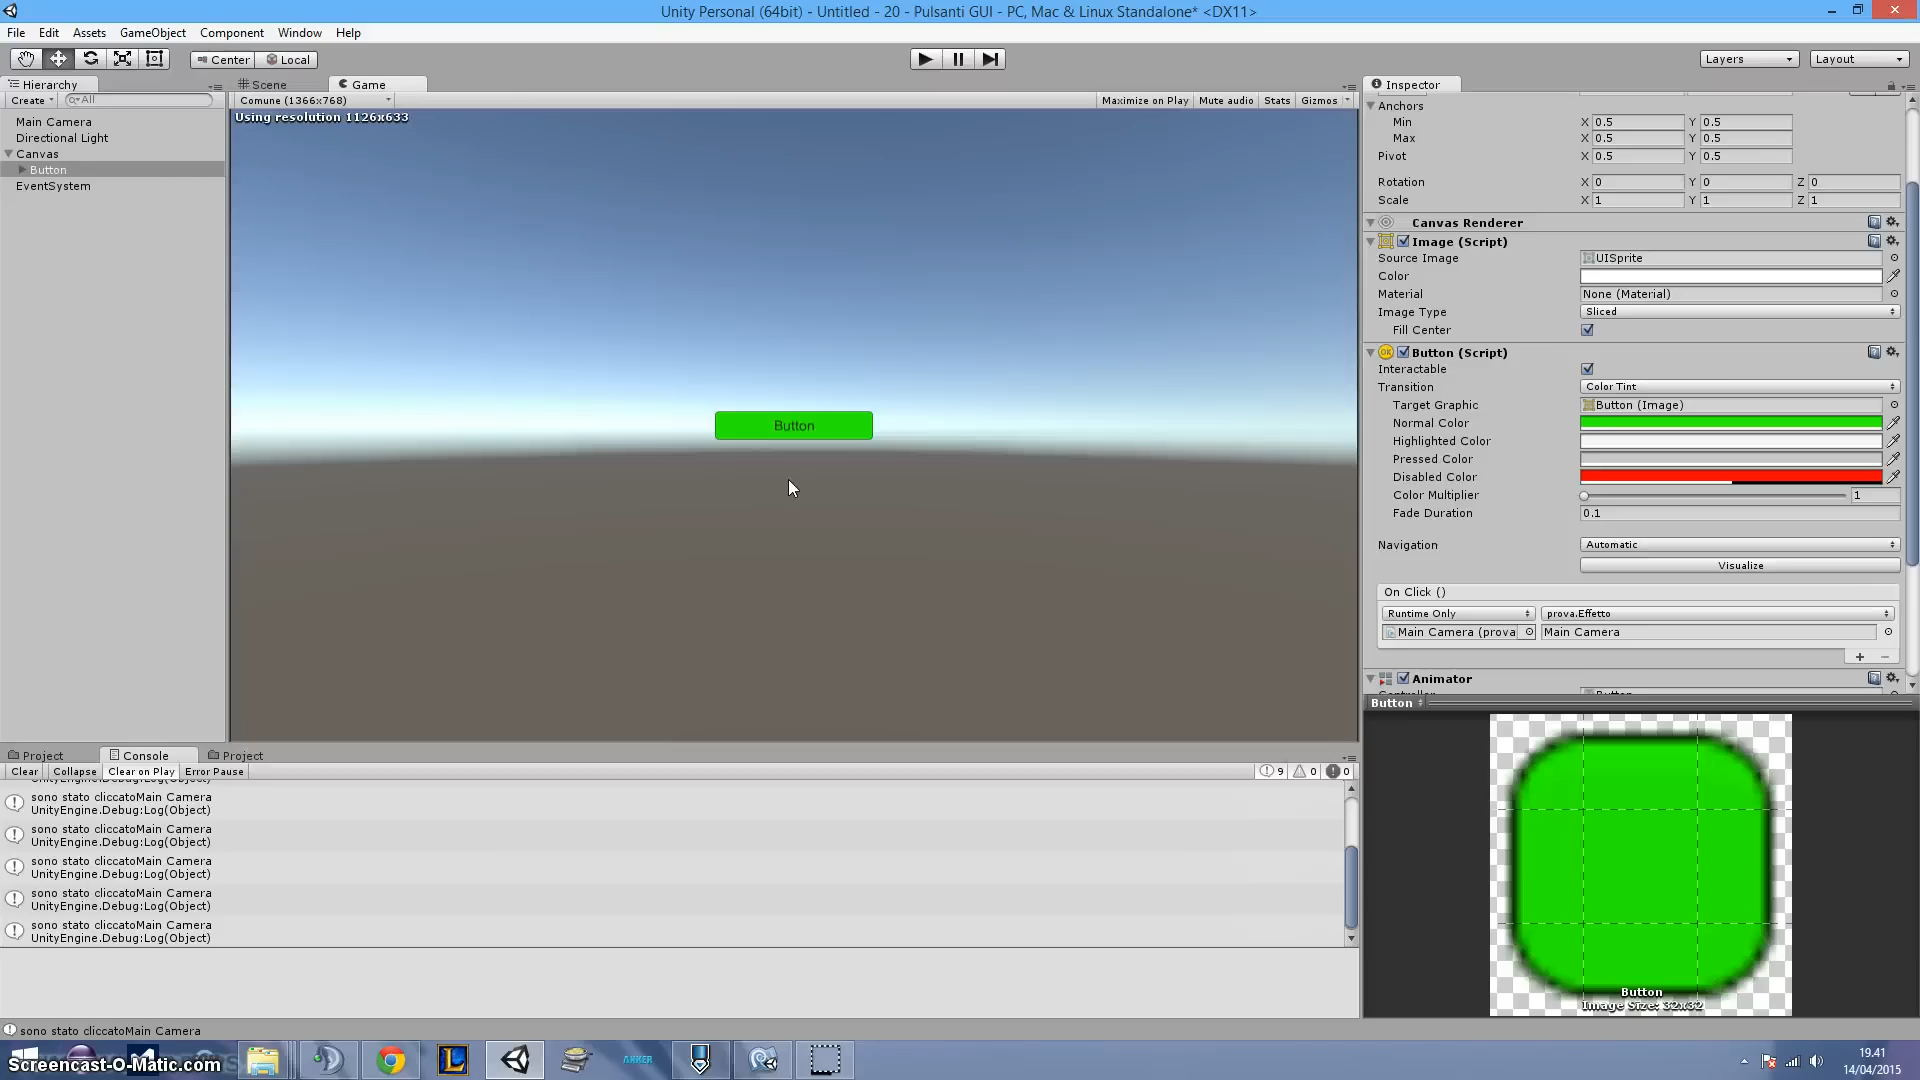 Unity Personal (64bit) - Untitled - 20 - Pulsanti GUI - PC, Mac & Linux Standalone* <DX11>
File Edit Assets GameObject Component Window Help
Center Local
Layers Layout
Hierarchy
Create All
Main Camera
Directional Light
Canvas
Button
EventSystem
Scene Game
Comune (1366x768) Maximize on Play Mute audio Stats Gizmos
Using resolution 1126x633
Button
Inspector
Anchors
Min X 0.5 Y 0.5
Max X 0.5 Y 0.5
Pivot X 0.5 Y 0.5
Rotation X 0 Y 0 Z 0
Scale X 1 Y 1 Z 1
Canvas Renderer
Image (Script)
Source Image UISprite
Color
Material None (Material)
Image Type Sliced
Fill Center
Button (Script)
Interactable
Transition Color Tint
Target Graphic Button (Image)
Normal Color
Highlighted Color
Pressed Color
Disabled Color
Color Multiplier 1
Fade Duration 0.1
Navigation Automatic
Visualize
On Click ()
Runtime Only prova.Effetto
Main Camera (prova Main Camera
+ −
Animator
Button
Button
Image Size: 32x32
Project Console Project
Clear Collapse Clear on Play Error Pause 9 0 0
UnityEngine.Debug:Log(Object)
sono stato cliccatoMain Camera
UnityEngine.Debug:Log(Object)
sono stato cliccatoMain Camera
UnityEngine.Debug:Log(Object)
sono stato cliccatoMain Camera
UnityEngine.Debug:Log(Object)
sono stato cliccatoMain Camera
UnityEngine.Debug:Log(Object)
sono stato cliccatoMain Camera
UnityEngine.Debug:Log(Object)
sono stato cliccatoMain Camera
Screencast-O-Matic.com
ANKER
19.41
14/04/2015